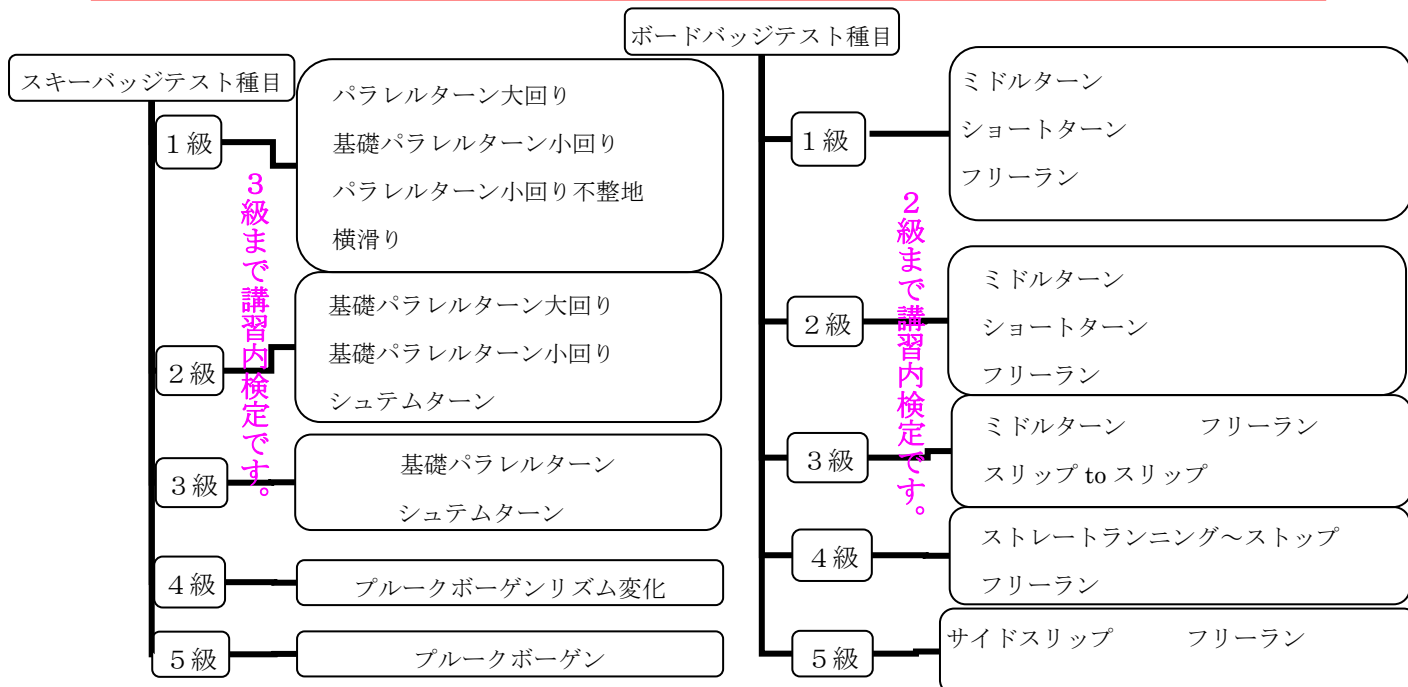 スキーバッジテスト種目
１級
パラレルターン大回り
基礎パラレルターン小回り
パラレルターン小回り不整地
横滑り
２級
基礎パラレルターン大回り
基礎パラレルターン小回り
シュテムターン
３級
基礎パラレルターン
シュテムターン
４級
プルークボーゲンリズム変化
５級
プルークボーゲン
３級まで講習内検定です。
ボードバッジテスト種目
１級
ミドルターン
ショートターン
フリーラン
２級
ミドルターン
ショートターン
フリーラン
３級
ミドルターン　フリーラン
スリップ to スリップ
４級
ストレートランニング～ストップ
フリーラン
５級
サイドスリップ　フリーラン
２級まで講習内検定です。